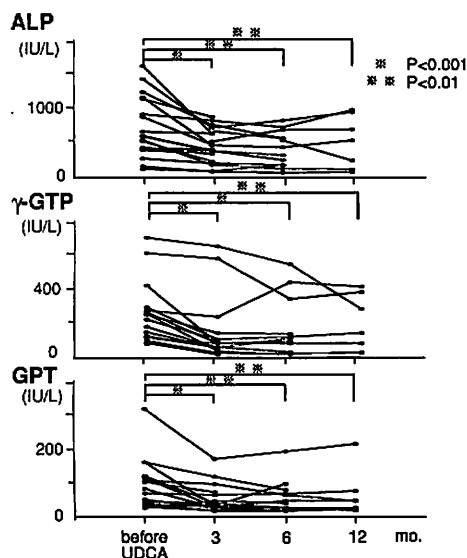 ALP
(IU/L)
※ ※
※ ※
※
※ P<0.001
※ ※ P<0.01
1000
0
γ-GTP
(IU/L)
※ ※
※
※
400
0
GPT
(IU/L)
※ ※
※ ※
※
200
0
before UDCA 3 6 12 mo.